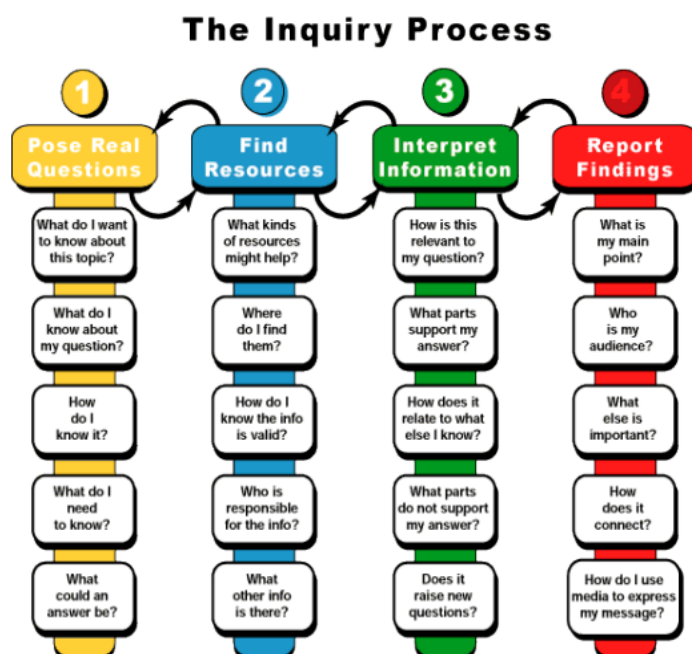 The Inquiry Process
1
2
3
4
Pose Real
Questions
Find
Resources
Interpret
Information
Report
Findings
What do I want
to know about
this topic?
What do I
know about
my question?
How
do I
know it?
What do I
need
to know?
What
could an
answer be?
What kinds
of resources
might help?
Where
do I find
them?
How do I
know the info
is valid?
Who is
responsible
for the info?
What
other info
is there?
How is this
relevant to
my question?
What parts
support my
answer?
How does it
relate to what
else I know?
What parts
do not support
my answer?
Does it
raise new
questions?
What is
my main
point?
Who
is my
audience?
What
else is
important?
How
does it
connect?
How do I use
media to express
my message?